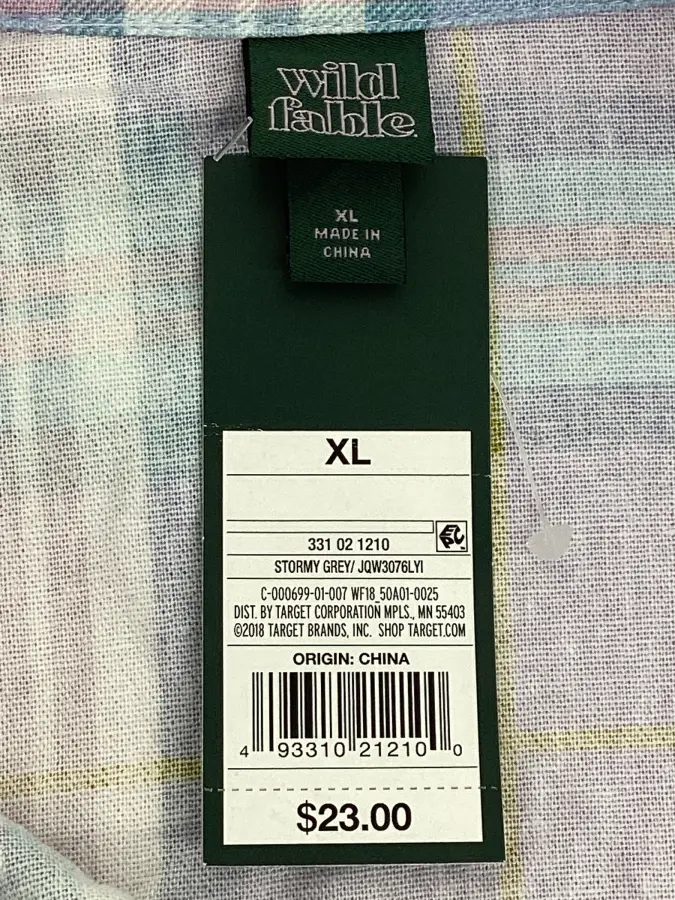 wild
fable.
XL
MADE IN
CHINA
XL
EPC
331 02 1210
STORMY GREY/ JQW3076LYI
C-000699-01-007 WF18_50A01-0025
DIST. BY TARGET CORPORATION MPLS., MN 55403
©2018 TARGET BRANDS, INC. SHOP TARGET.COM
ORIGIN: CHINA
4 93310 21210 0
$23.00